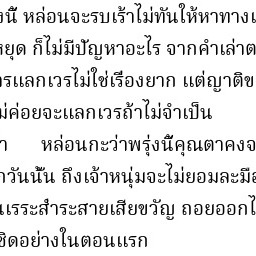 งนี้ หล่อนจะรบเร้าไม่ทันให้หาทาง
หยุด ก็ไม่มีปัญหาอะไร จากคำเล่า
รแลกเวรไม่ใช่เรื่องยาก แต่ญาติ
ม่ค่อยจะแลกเวรถ้าไม่จำเป็น
า หล่อนกะว่าพรุ่งนี้คุณตาคง
วันนั้น ถึงเจ้าหนุ่มจะไม่ยอมละมือ
แรระสำระสายเสียขวัญ ถอยออก
ชิดอย่างในตอนแรก